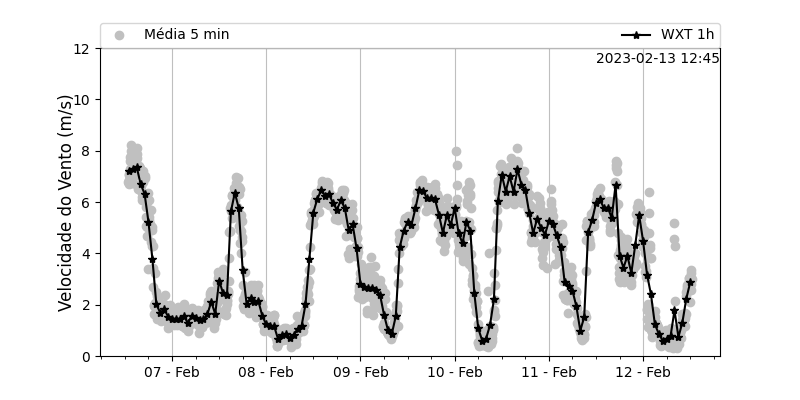 Média 5 min
WXT 1h
2023-02-13 12:45
12
10
8
6
4
2
0
Velocidade do Vento (m/s)
07 - Feb
08 - Feb
09 - Feb
10 - Feb
11 - Feb
12 - Feb